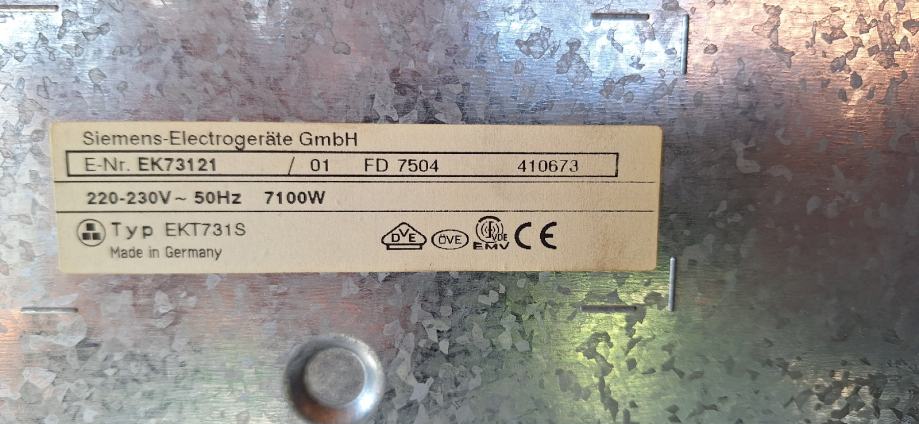 Siemens-Electrogeräte GmbH
E-Nr. EK73121 / 01 FD 7504 410673
220-230V ~ 50Hz 7100W
Typ EKT731S
Made in Germany
DVE ÖVE VDE EMV CE